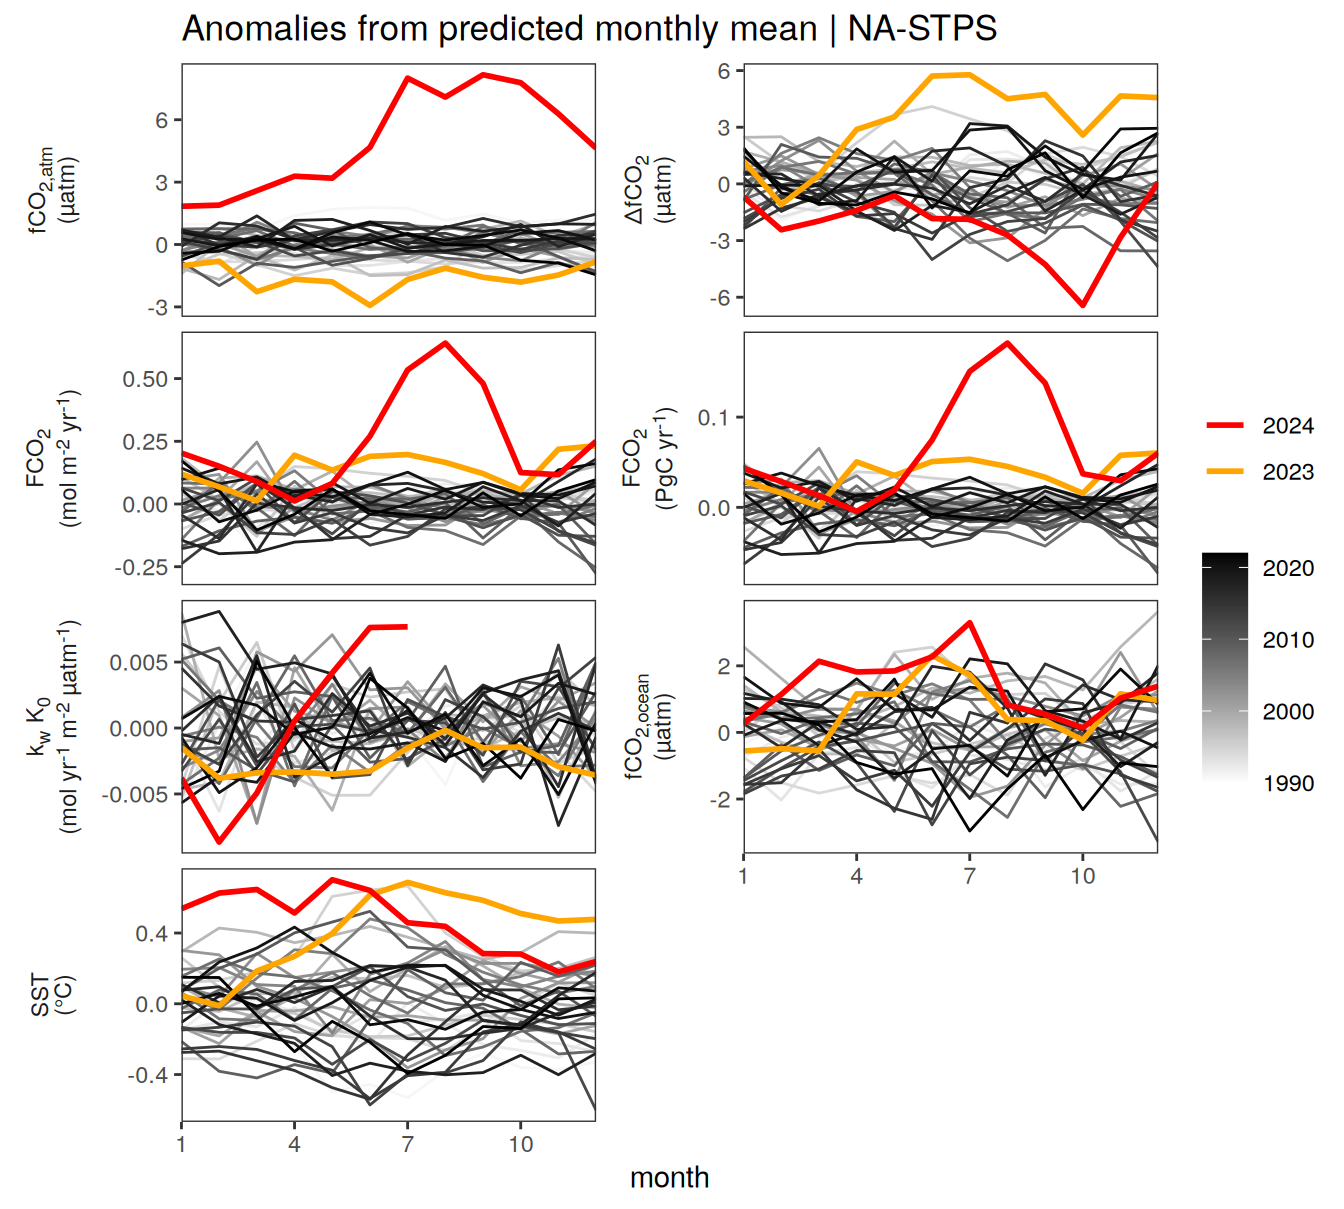 Anomalies from predicted monthly mean | NA-STPS
fCO₂,atm
(µatm)
6
3
0
-3
ΔfCO₂
(µatm)
6
3
0
-3
-6
FCO₂
(mol m⁻² yr⁻¹)
0.50
0.25
0.00
-0.25
FCO₂
(PgC yr⁻¹)
0.1
0.0
kw K₀
(mol yr⁻¹ m⁻² µatm⁻¹)
0.005
0.000
-0.005
fCO₂,ocean
(µatm)
2
0
-2
1 4 7 10
SST
(°C)
0.4
0.0
-0.4
1 4 7 10
month
2024
2023
2020
2010
2000
1990